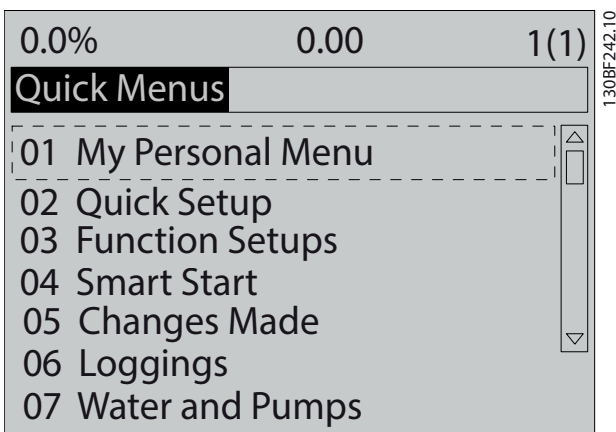 0.0% 0.00 1(1)
Quick Menus
01 My Personal Menu
02 Quick Setup
03 Function Setups
04 Smart Start
05 Changes Made
06 Loggings
07 Water and Pumps
130BF242.10